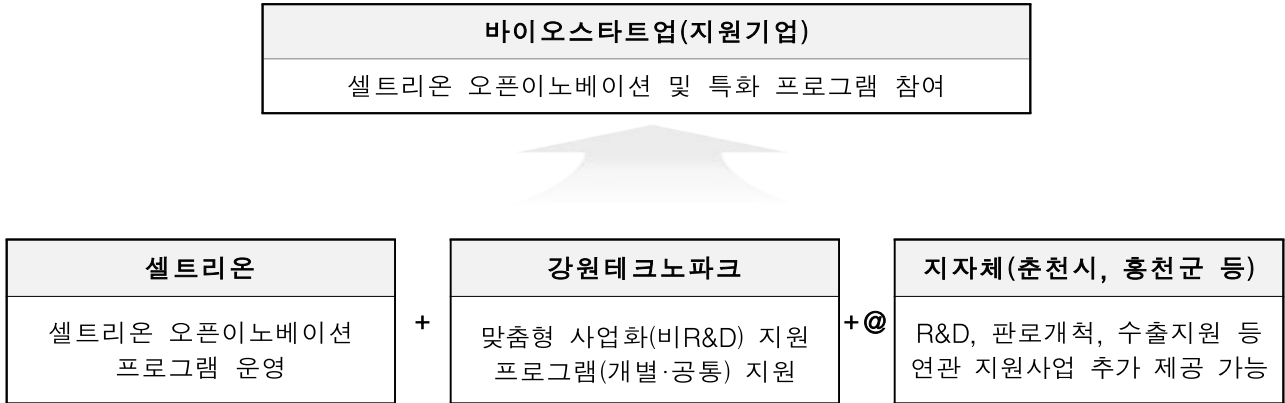 바이오스타트업(지원기업)
셀트리온 오픈이노베이션 및 특화 프로그램 참여
셀트리온
셀트리온 오픈이노베이션
프로그램 운영
+
강원테크노파크
맞춤형 사업화(비R&D) 지원
프로그램(개별·공통) 지원
+@
지자체(춘천시, 홍천군 등)
R&D, 판로개척, 수출지원 등
연관 지원사업 추가 제공 가능